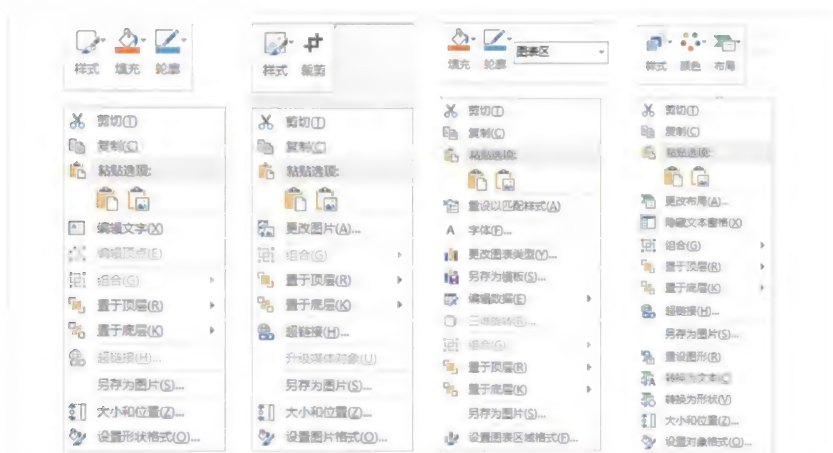 样式 填充 轮廓
剪切(T)
复制(C)
粘贴选项:
编辑文字(X)
编辑顶点(E)
组合(G)
置于顶层(R)
置于底层(K)
超链接(H)...
另存为图片(S)...
大小和位置(Z)...
设置形状格式(O)...
样式 裁剪
剪切(T)
复制(C)
粘贴选项:
更改图片(A)...
组合(G)
置于顶层(R)
置于底层(K)
超链接(H)...
升级媒体对象(U)
另存为图片(S)...
大小和位置(Z)...
设置图片格式(O)...
填充 轮廓
图表区
剪切(T)
复制(C)
粘贴选项:
重设以匹配样式(A)
A 字体(F)...
更改图表类型(Y)...
另存为模板(S)...
编辑数据(E)
三维旋转(R)...
组合(G)
置于顶层(R)
置于底层(K)
另存为图片(S)...
设置图表区域格式(F)...
样式 颜色 布局
剪切(T)
复制(C)
粘贴选项:
更改布局(A)...
隐藏文本窗格(X)
组合(G)
置于顶层(R)
置于底层(K)
超链接(H)...
另存为图片(S)...
重设图形(R)
转换为文本(C)
转换为形状(V)
大小和位置(Z)...
设置对象格式(O)...